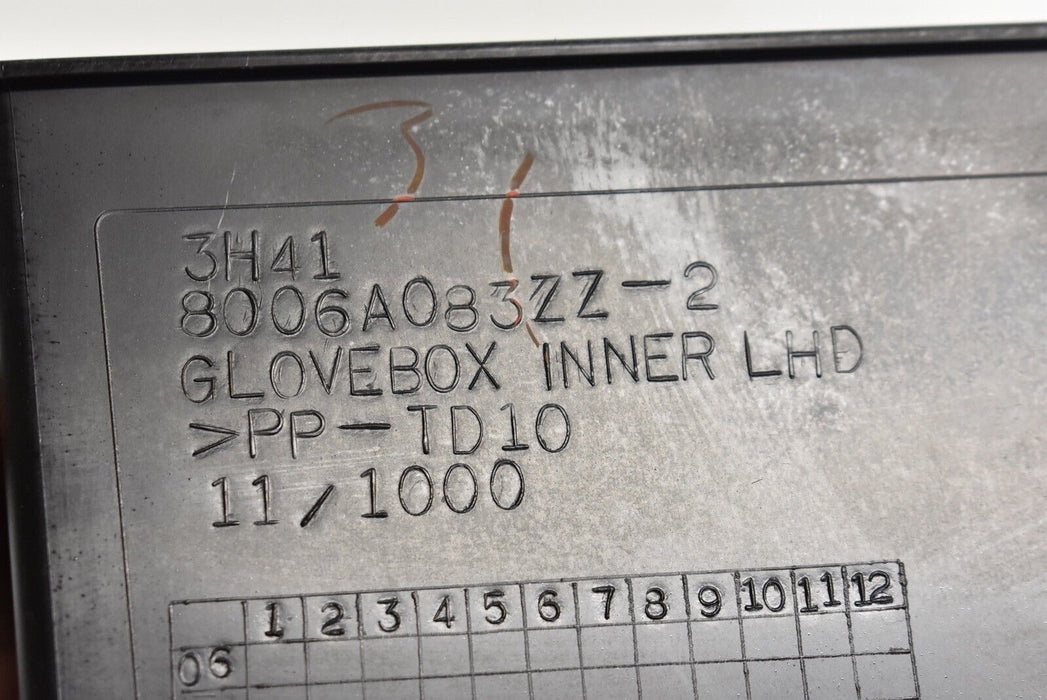 31
3H41
8006A083ZZ-2
GLOVEBOX INNER LHD
>PP-TD10
11/1000
1 2 3 4 5 6 7 8 9 10 11 12
06